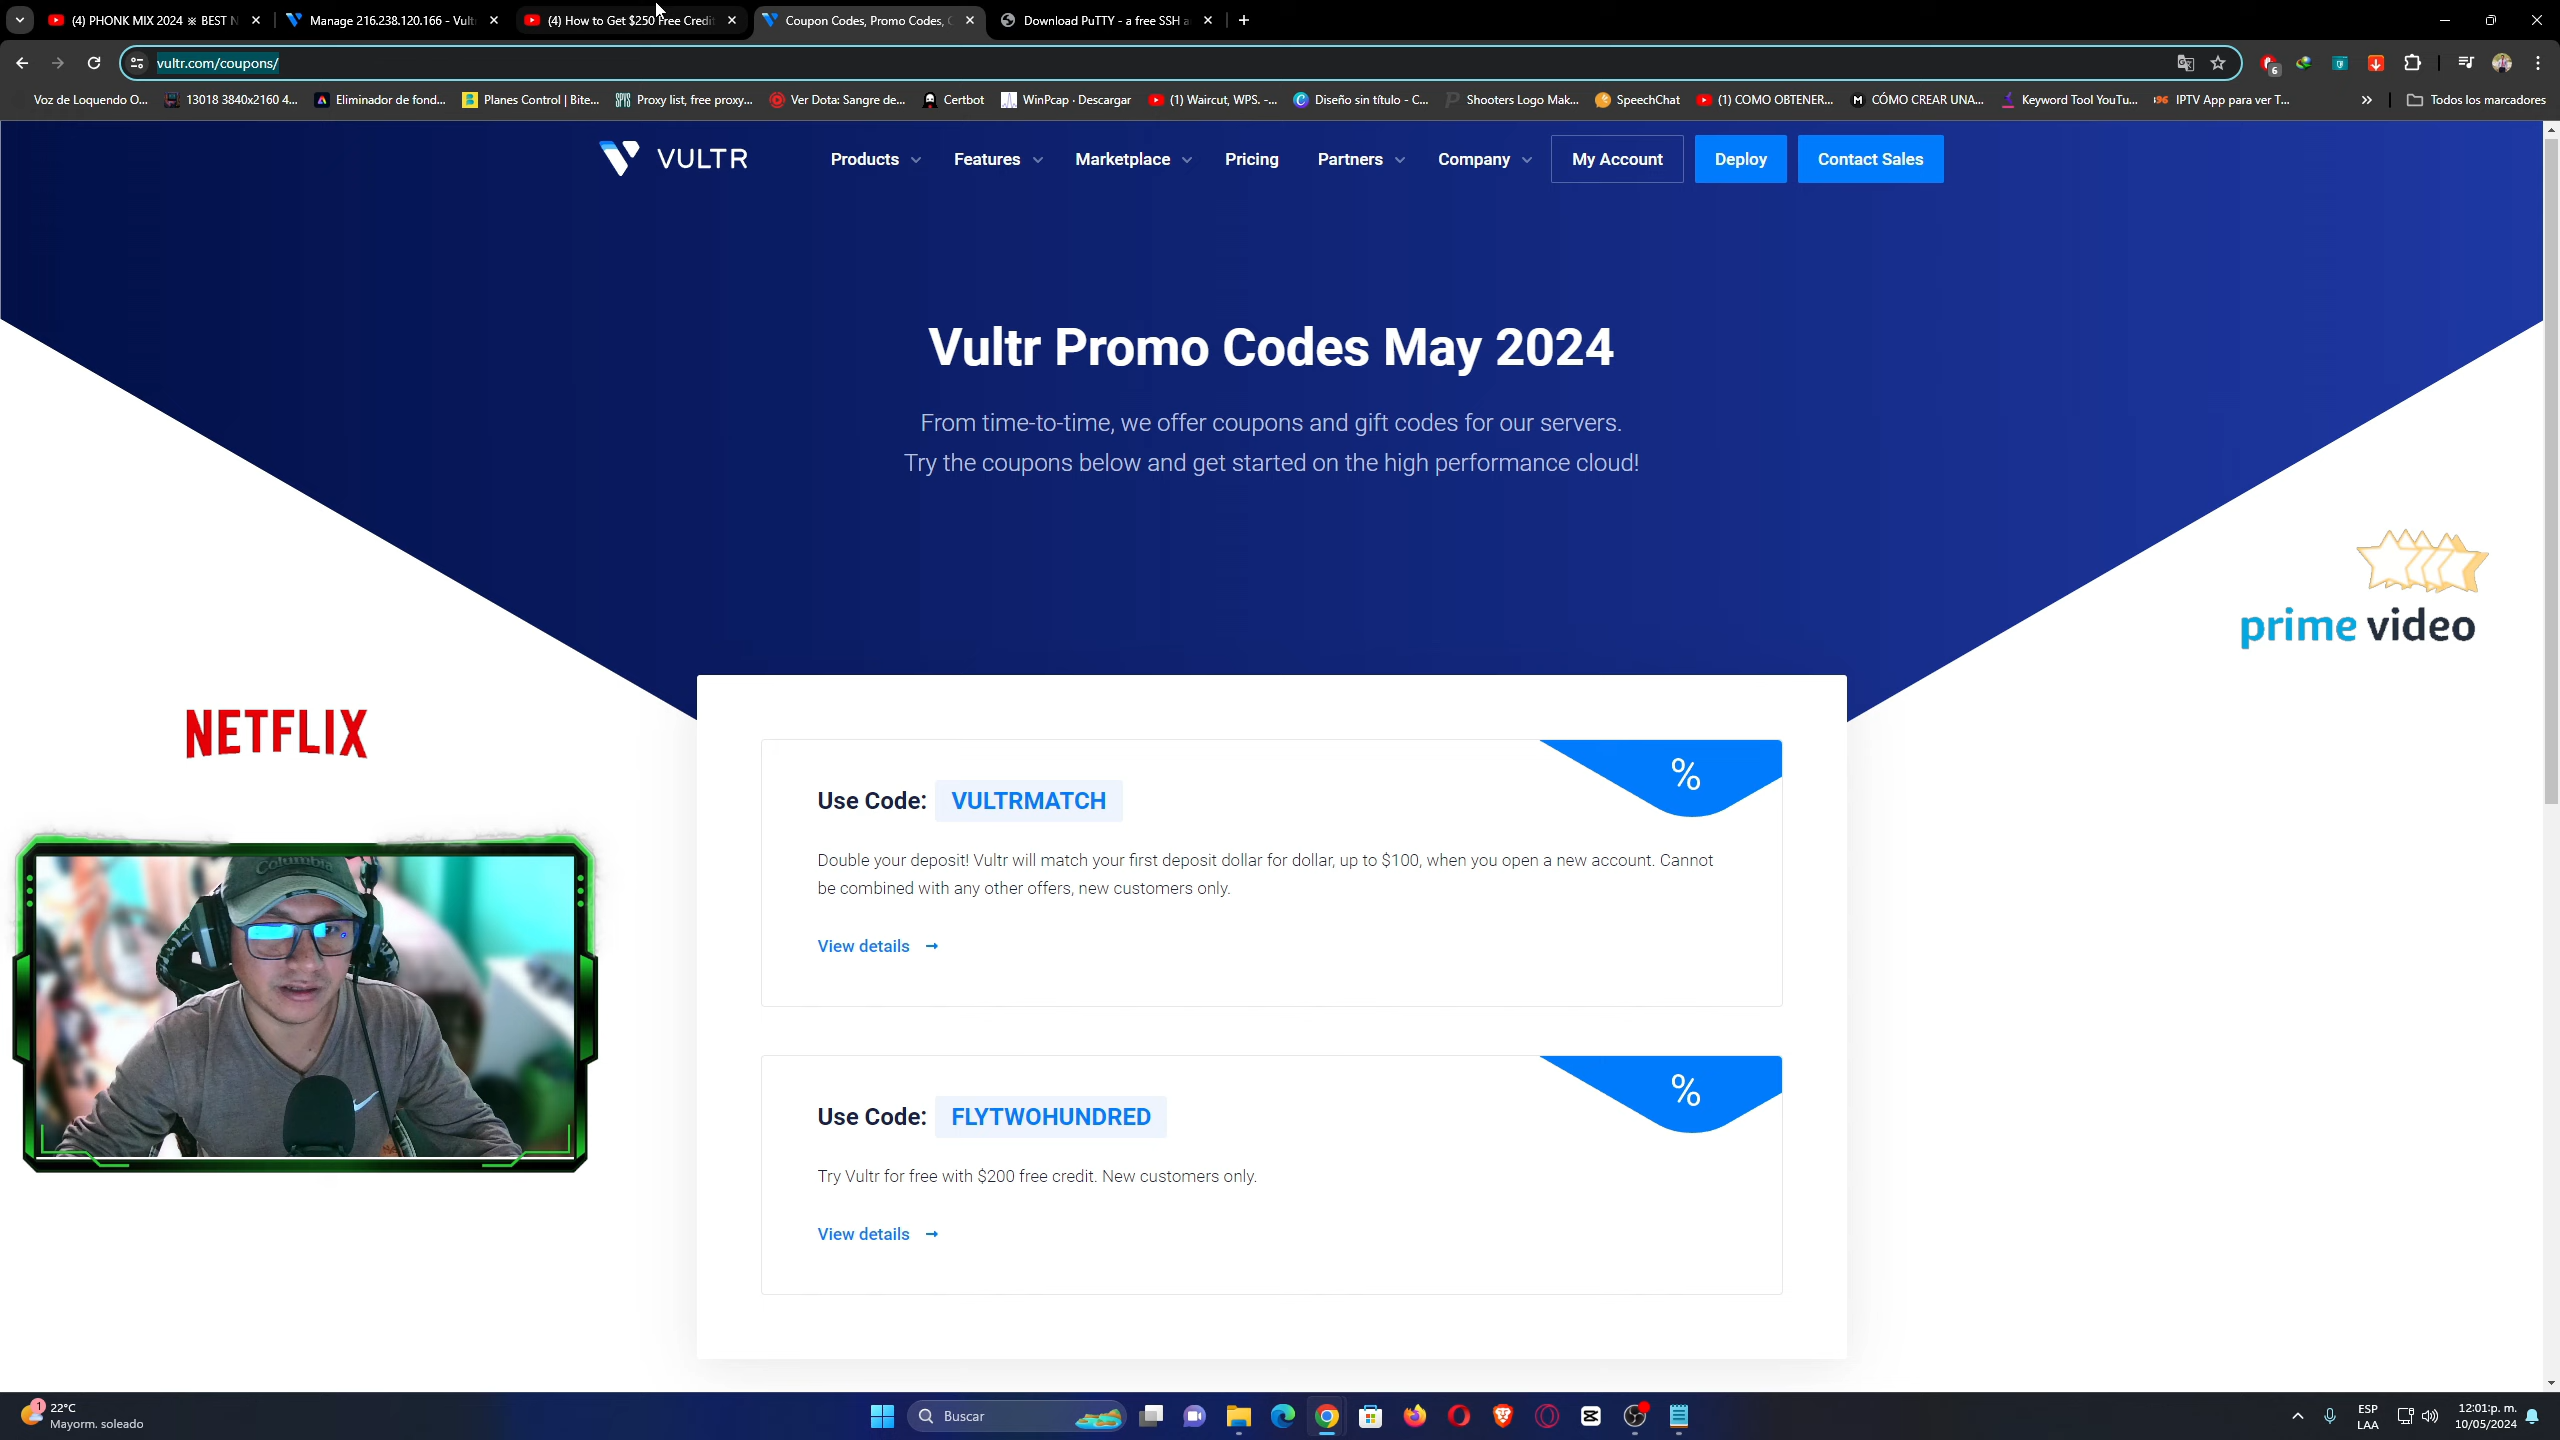 (4) PHONK MIX 2024 ※ BEST N
Manage 216.238.120.166 - Vult
(4) How to Get $250 Free Credit
Coupon Codes, Promo Codes, C
Download PuTTY - a free SSH a
vultr.com/coupons/
6
Voz de Loquendo O...
13018 3840x2160 4...
Eliminador de fond...
Planes Control | Bite...
Proxy list, free proxy...
Ver Dota: Sangre de...
Certbot
WinPcap · Descargar
(1) Waircut, WPS. -...
Diseño sin título - C...
Shooters Logo Mak...
SpeechChat
(1) COMO OBTENER...
CÓMO CREAR UNA...
Keyword Tool YouTu...
IPTV App para ver T...
Todos los marcadores
VULTR
Products
Features
Marketplace
Pricing
Partners
Company
My Account
Deploy
Contact Sales
Vultr Promo Codes May 2024
From time-to-time, we offer coupons and gift codes for our servers.
Try the coupons below and get started on the high performance cloud!
prime video
NETFLIX
%
Use Code: VULTRMATCH
Double your deposit! Vultr will match your first deposit dollar for dollar, up to $100, when you open a new account. Cannot
be combined with any other offers, new customers only.
View details →
Columbia
%
Use Code: FLYTWOHUNDRED
Try Vultr for free with $200 free credit. New customers only.
View details →
1
22°C
Mayorm. soleado
Buscar
ESP
LAA
12:01 p. m.
10/05/2024